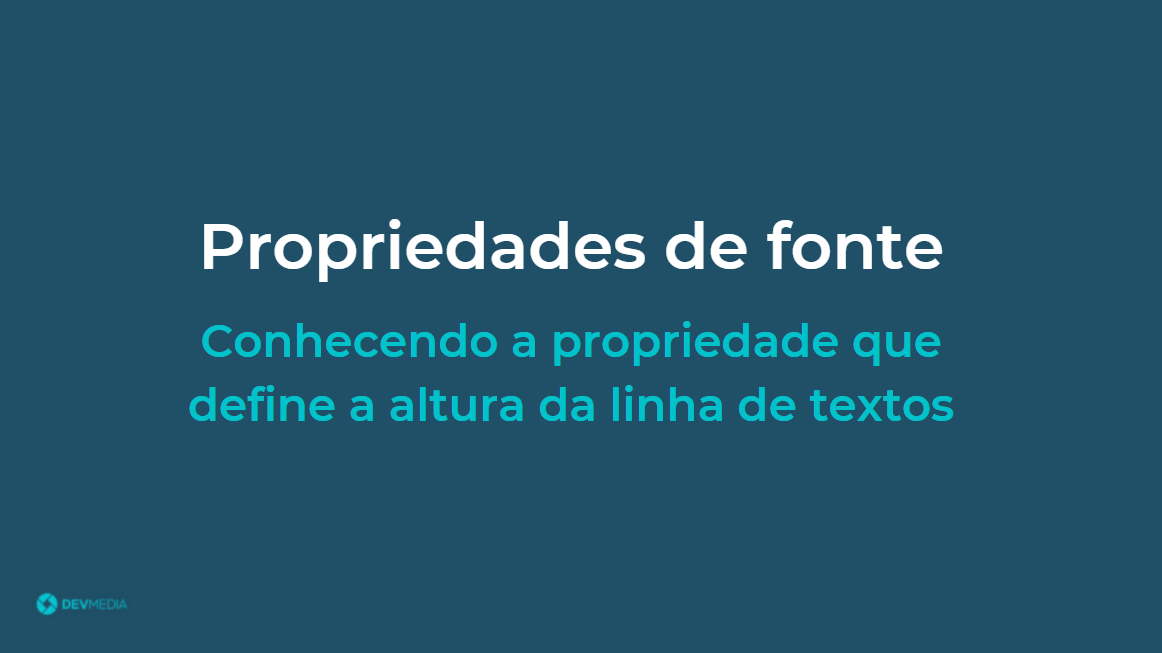 Propriedades de fonte
Conhecendo a propriedade que
define a altura da linha de textos
DEVMEDIA